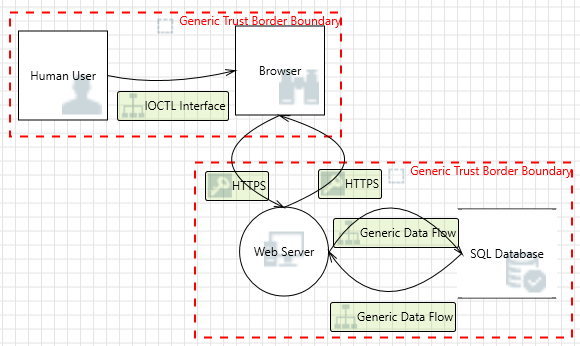 Generic Trust Border Boundary
Human User
Browser
IOCTL Interface
Generic Trust Border Boundary
HTTPS
HTTPS
Generic Data Flow
Web Server
SQL Database
Generic Data Flow